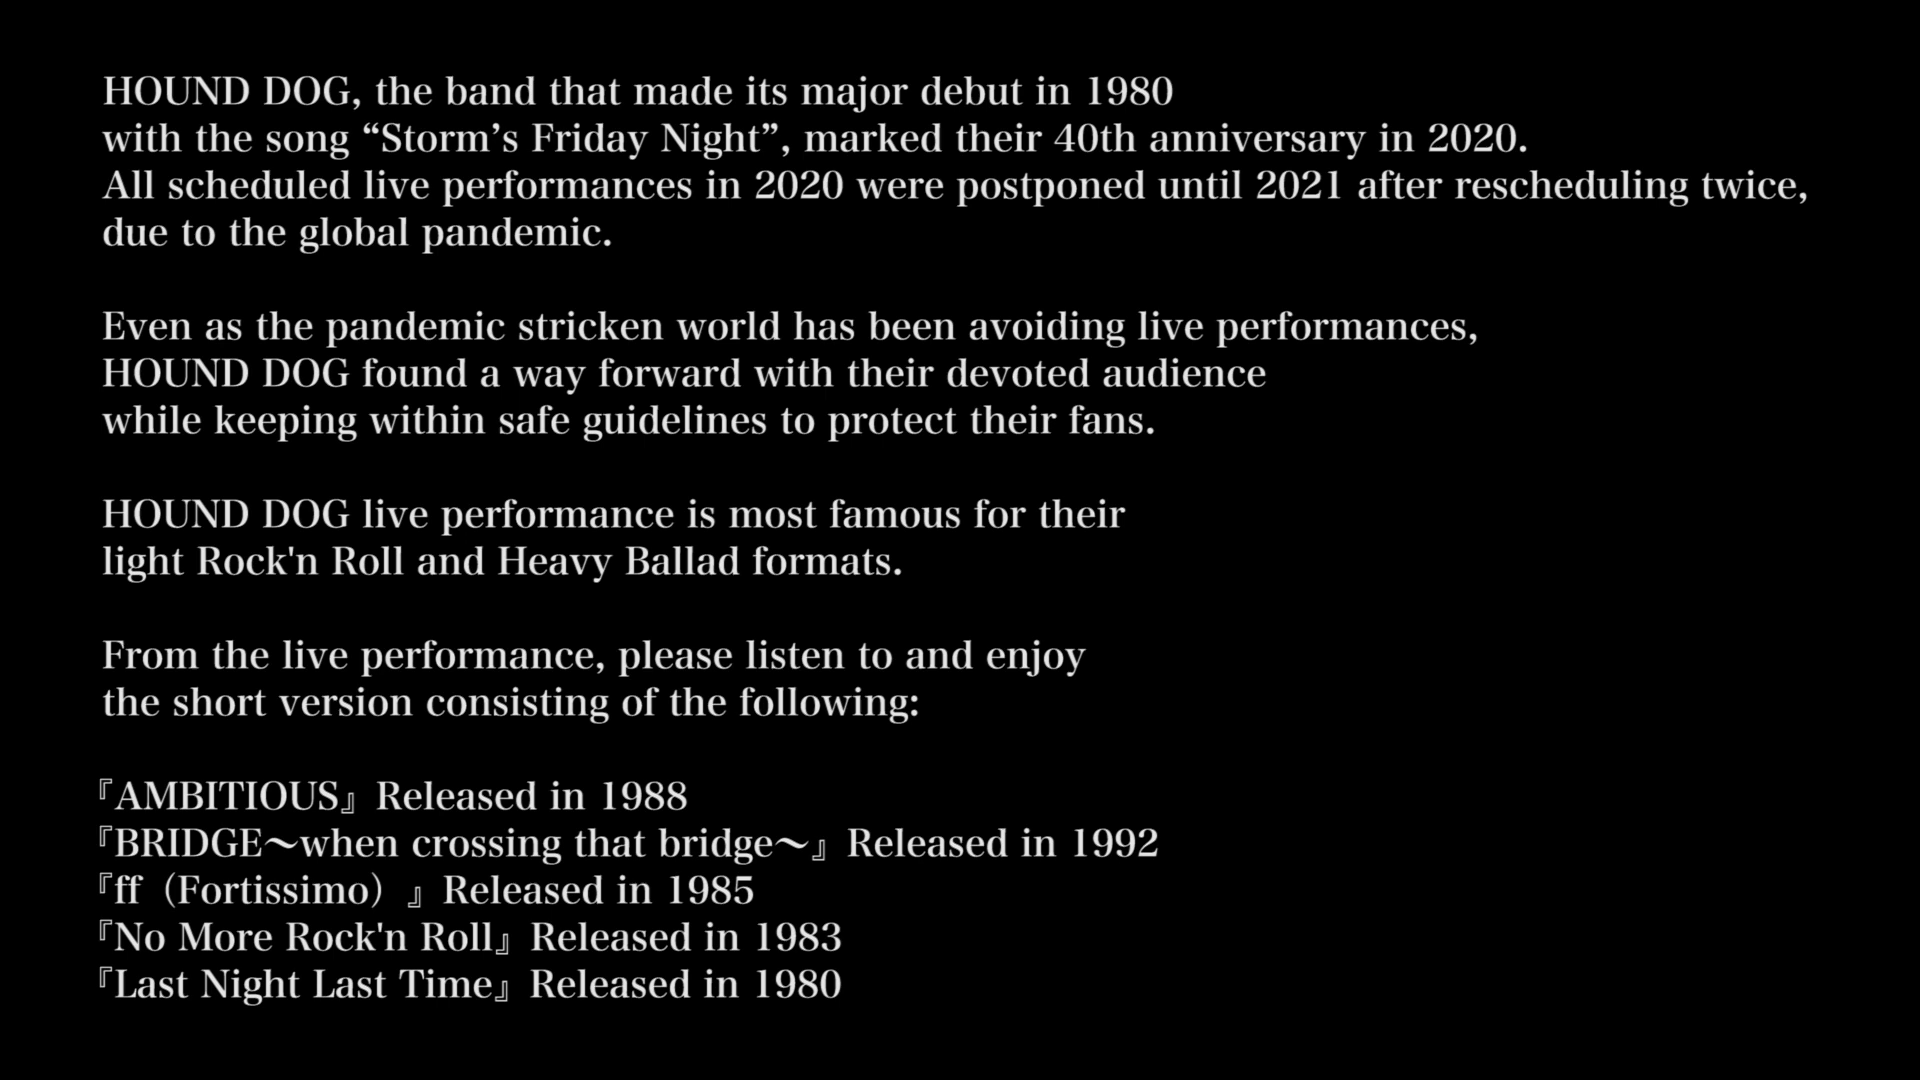 HOUND DOG, the band that made its major debut in 1980
with the song “Storm’s Friday Night”, marked their 40th anniversary in 2020.
All scheduled live performances in 2020 were postponed until 2021 after rescheduling twice,
due to the global pandemic.
Even as the pandemic stricken world has been avoiding live performances,
HOUND DOG found a way forward with their devoted audience
while keeping within safe guidelines to protect their fans.
HOUND DOG live performance is most famous for their
light Rock'n Roll and Heavy Ballad formats.
From the live performance, please listen to and enjoy
the short version consisting of the following:
『AMBITIOUS』Released in 1988
『BRIDGE〜when crossing that bridge〜』Released in 1992
『ff（Fortissimo）』Released in 1985
『No More Rock'n Roll』Released in 1983
『Last Night Last Time』Released in 1980